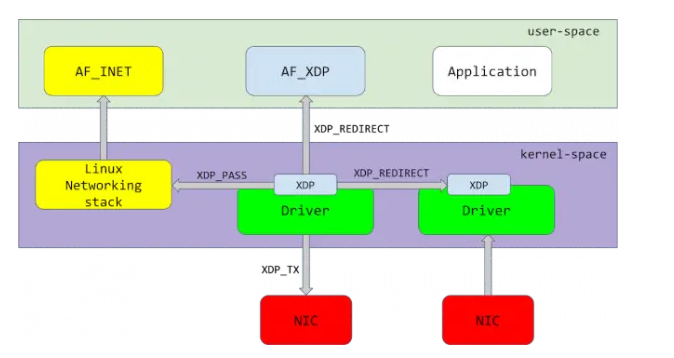 user-space
AF_INET
AF_XDP
Application
XDP_REDIRECT
kernel-space
Linux
Networking
stack
XDP_PASS
XDP
XDP_REDIRECT
XDP
Driver
Driver
XDP_TX
NIC
NIC